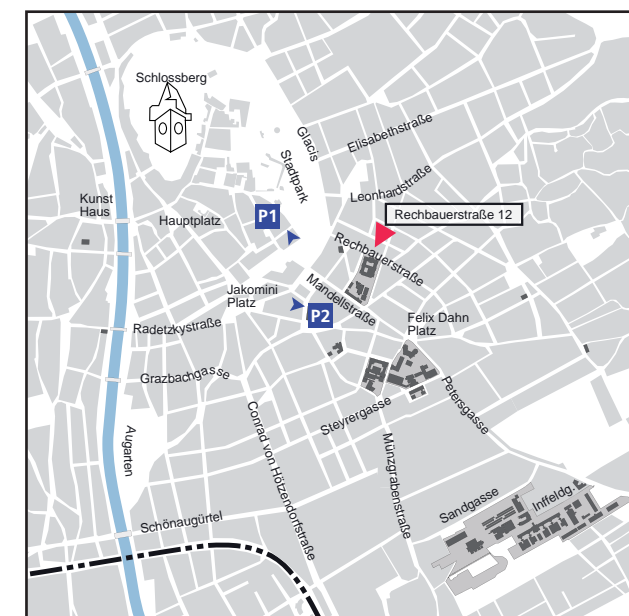 Schlossberg
Glacis
Elisabethstraße
Stadtpark
Leonhardstraße
Kunst
Haus
P1
Rechbauerstraße 12
Hauptplatz
Rechbauerstraße
Jakomini
Platz
Mandellstraße
P2
Felix Dahn
Platz
Radetzkystraße
Grazbachgasse
Petersgasse
Conrad von Hötzendorfstraße
Steyrergasse
Augarten
Münzgrabenstraße
Sandgasse
Inffeldg.
Schönaugürtel